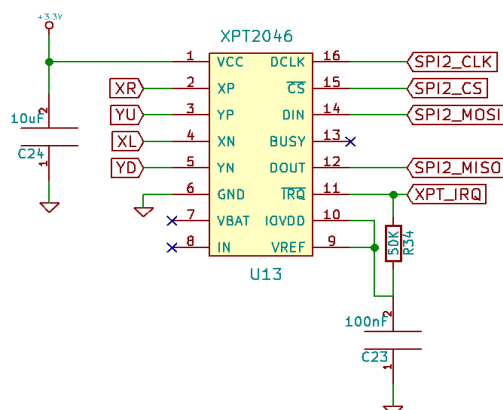 +3.3V
XPT2046
1 VCC DCLK 16 SPI2_CLK
XR 2 XP CS 15 SPI2_CS
YU 3 YP DIN 14 SPI2_MOSI
XL 4 XN BUSY 13
YD 5 YN DOUT 12 SPI2_MISO
6 GND IRQ 11 XPT_IRQ
7 VBAT IOVDD 10
8 IN VREF 9
U13
2
10uF
C24
1
50K
R34
2
100nF
C23
1